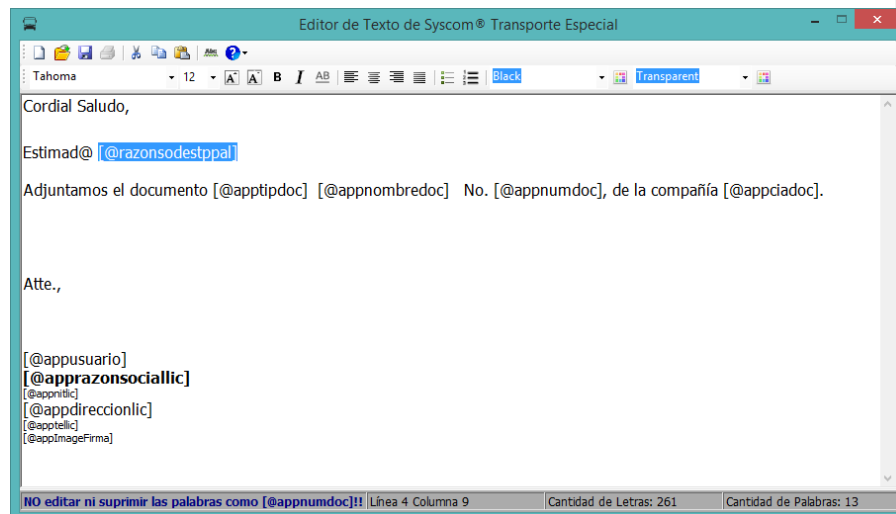 Editor de Texto de Syscom® Transporte Especial
Tahoma 12 A A B I AB Black Transparent
Cordial Saludo,
Estimad@ [@razonsodestppal]
Adjuntamos el documento [@apptipdoc] [@appnombredoc] No. [@appnumdoc], de la compañía [@appciadoc].
Atte.,
[@appusuario]
[@apprazonsociallic]
[@appnitlic]
[@appdireccionlic]
[@apptellic]
[@appImageFirma]
NO editar ni suprimir las palabras como [@appnumdoc]!! Línea 4 Columna 9 Cantidad de Letras: 261 Cantidad de Palabras: 13